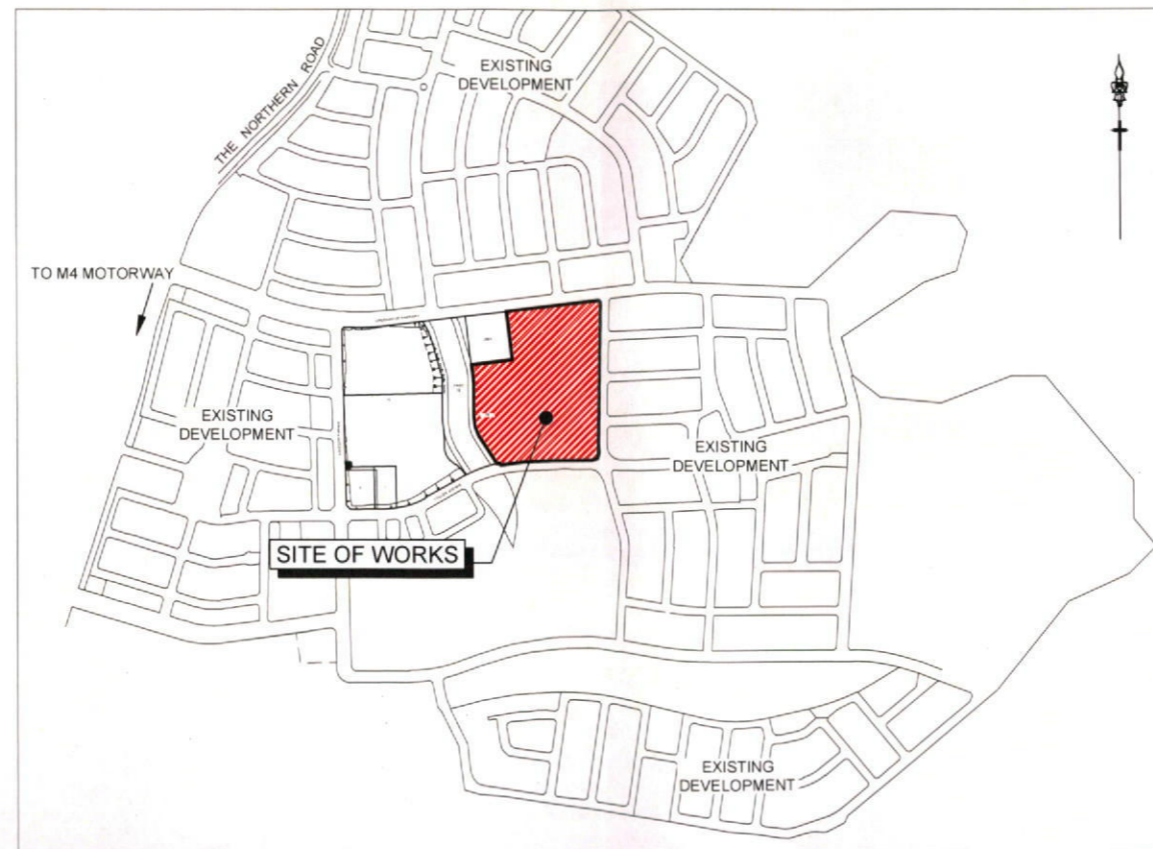 EXISTING
DEVELOPMENT
THE NORTHERN ROAD
TO M4 MOTORWAY
EXISTING
DEVELOPMENT
EXISTING
DEVELOPMENT
SITE OF WORKS
EXISTING
DEVELOPMENT